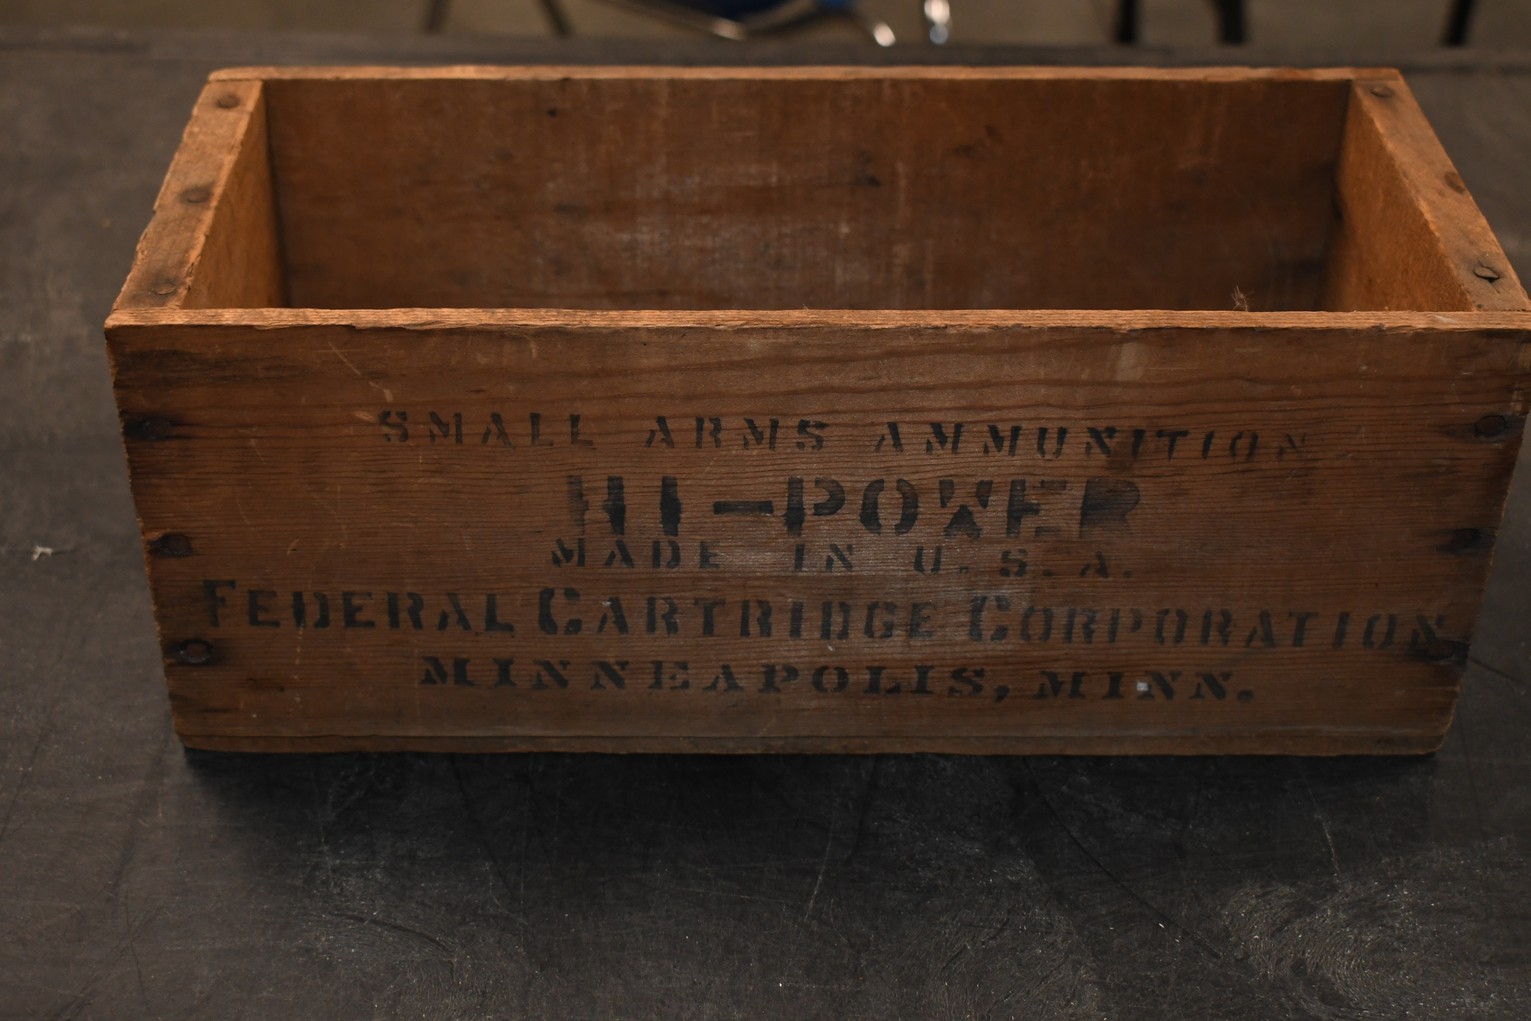 SMALL ARMS AMMUNITION
HI-POWER
MADE IN U.S.A.
FEDERAL CARTRIDGE CORPORATION
MINNEAPOLIS, MINN.